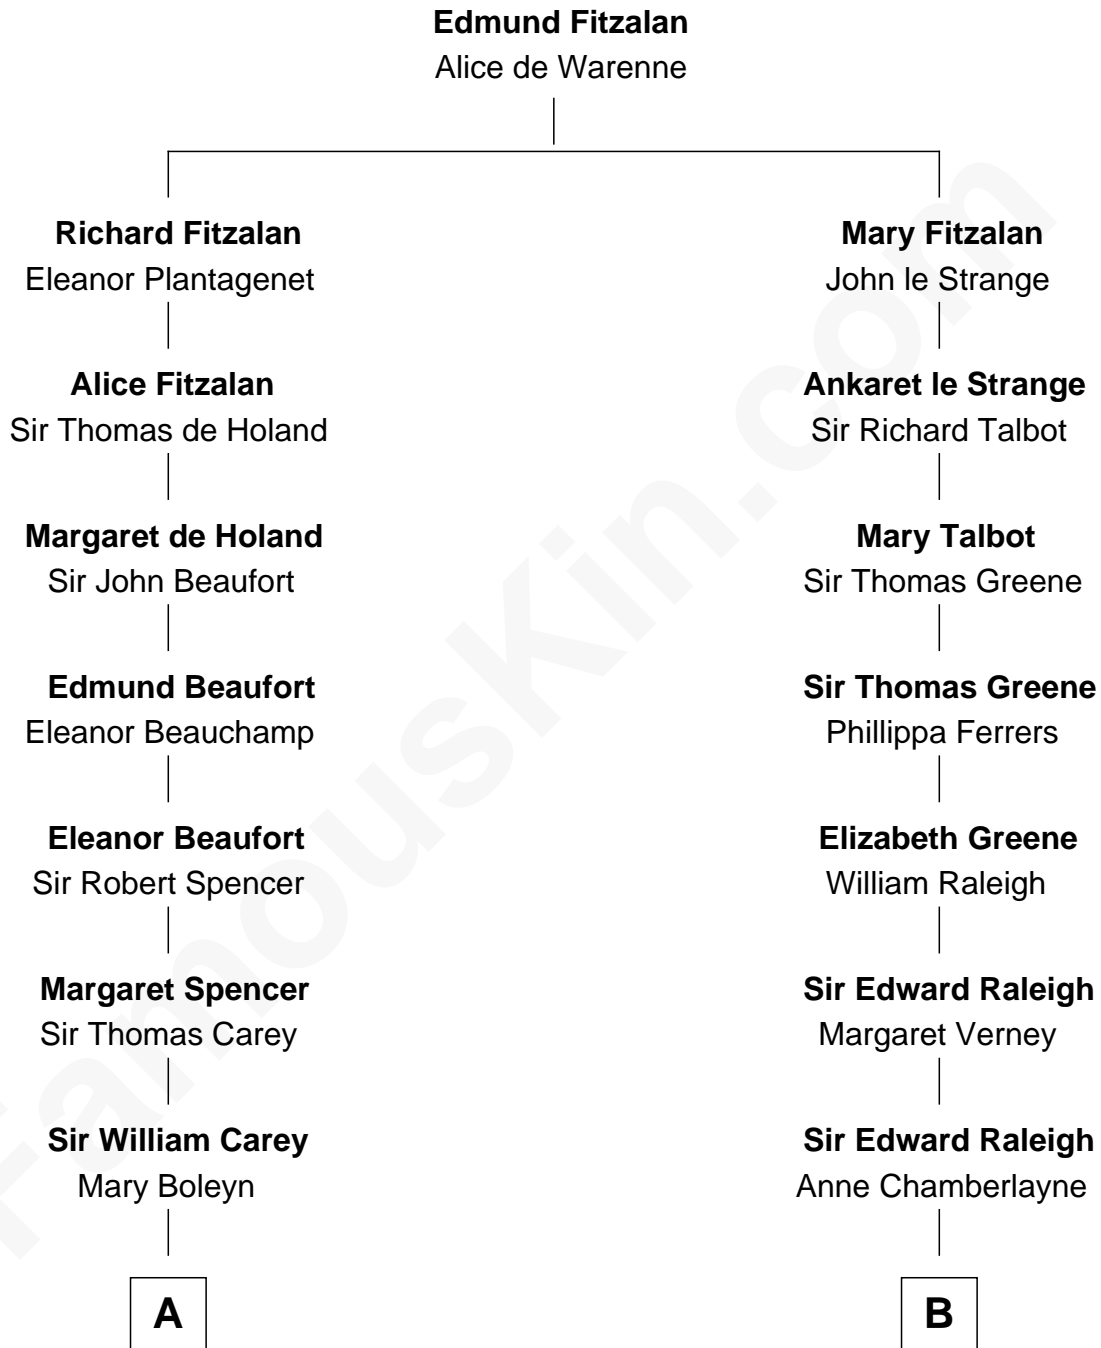 Edmund Fitzalan
Alice de Warenne
Richard Fitzalan
Eleanor Plantagenet
Mary Fitzalan
John le Strange
Alice Fitzalan
Sir Thomas de Holand
Ankaret le Strange
Sir Richard Talbot
Margaret de Holand
Sir John Beaufort
Mary Talbot
Sir Thomas Greene
Edmund Beaufort
Eleanor Beauchamp
Sir Thomas Greene
Phillippa Ferrers
Eleanor Beaufort
Sir Robert Spencer
Elizabeth Greene
William Raleigh
Margaret Spencer
Sir Thomas Carey
Sir Edward Raleigh
Margaret Verney
Sir William Carey
Mary Boleyn
Sir Edward Raleigh
Anne Chamberlayne
A
B
FamousKin.com